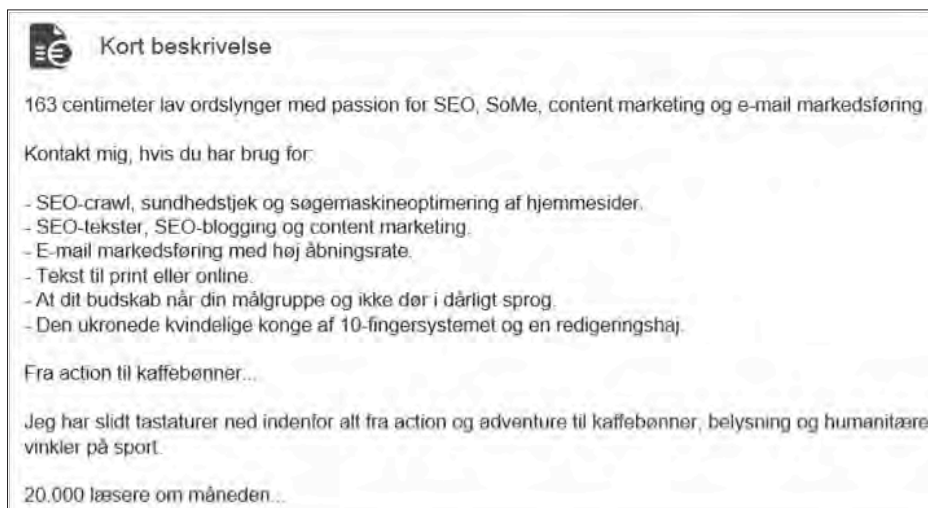 Kort beskrivelse
163 centimeter lav ordslynger med passion for SEO, SoMe, content marketing og e-mail markedsføring.
Kontakt mig, hvis du har brug for:
- SEO-crawl, sundhedstjek og søgemaskineoptimering af hjemmesider.
- SEO-tekster, SEO-blogging og content marketing.
- E-mail markedsføring med høj åbningsrate.
- Tekst til print eller online.
- At dit budskab når din målgruppe og ikke dør i dårligt sprog.
- Den ukronede kvindelige konge af 10-fingersystemet og en redigeringshaj.
Fra action til kaffebønner...
Jeg har slidt tastaturer ned indenfor alt fra action og adventure til kaffebønner, belysning og humanitære
vinkler på sport.
20.000 læsere om måneden...